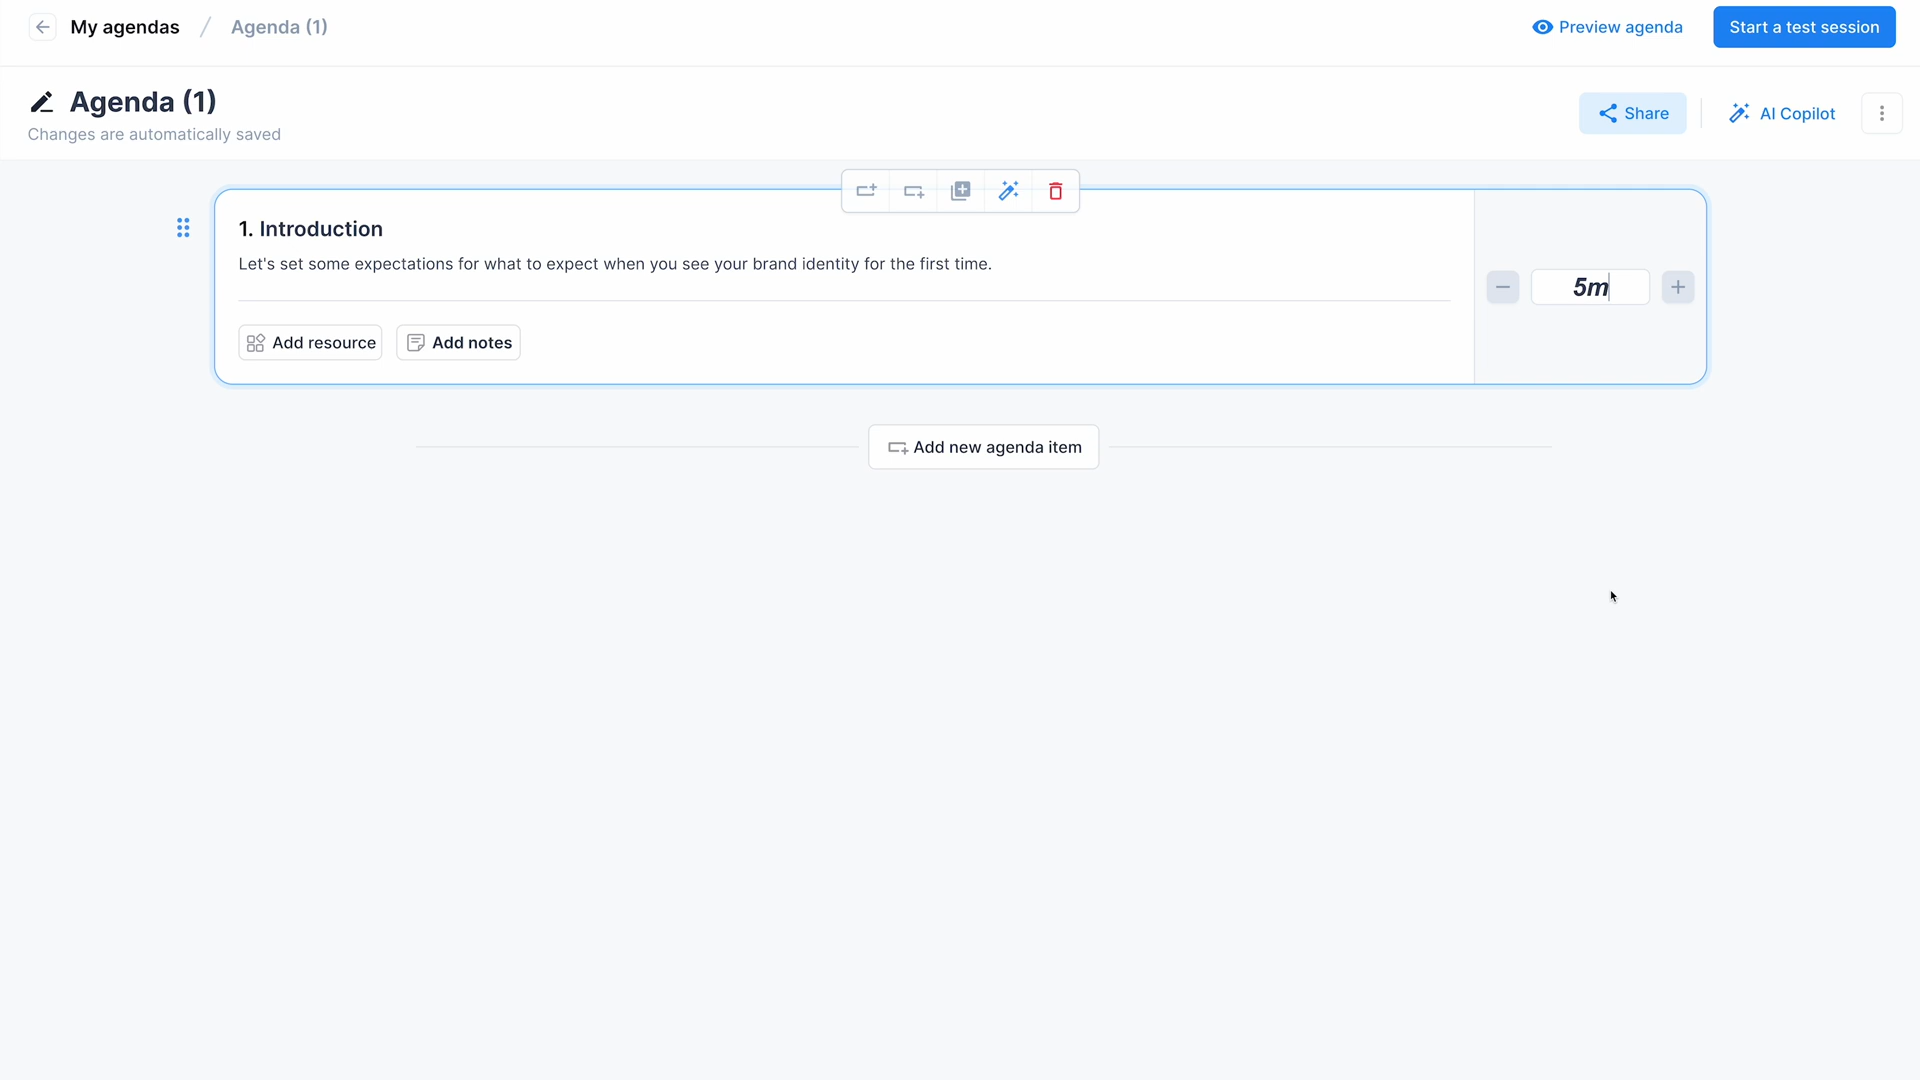 My agendas / Agenda (1)
Preview agenda
Start a test session
Agenda (1)
Changes are automatically saved
Share
AI Copilot
1. Introduction
Let's set some expectations for what to expect when you see your brand identity for the first time.
5m
Add resource
Add notes
Add new agenda item